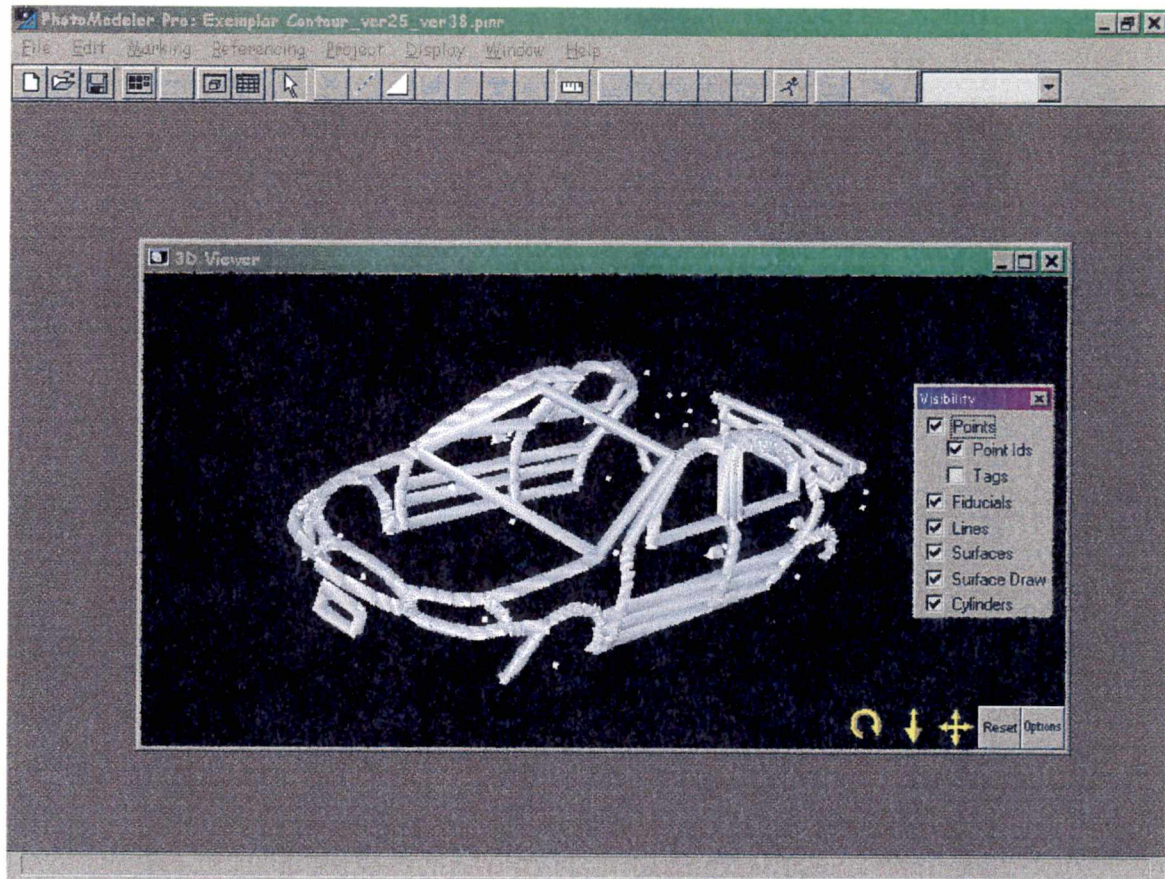 PhotoModeler Pro: Exemplar Contour_ver25_ver38.pmr
File Edit Marking Referencing Project Display Window Help
3D Viewer
Visibility
Points
Point Ids
Tags
Fiducials
Lines
Surfaces
Surface Draw
Cylinders
Reset Options